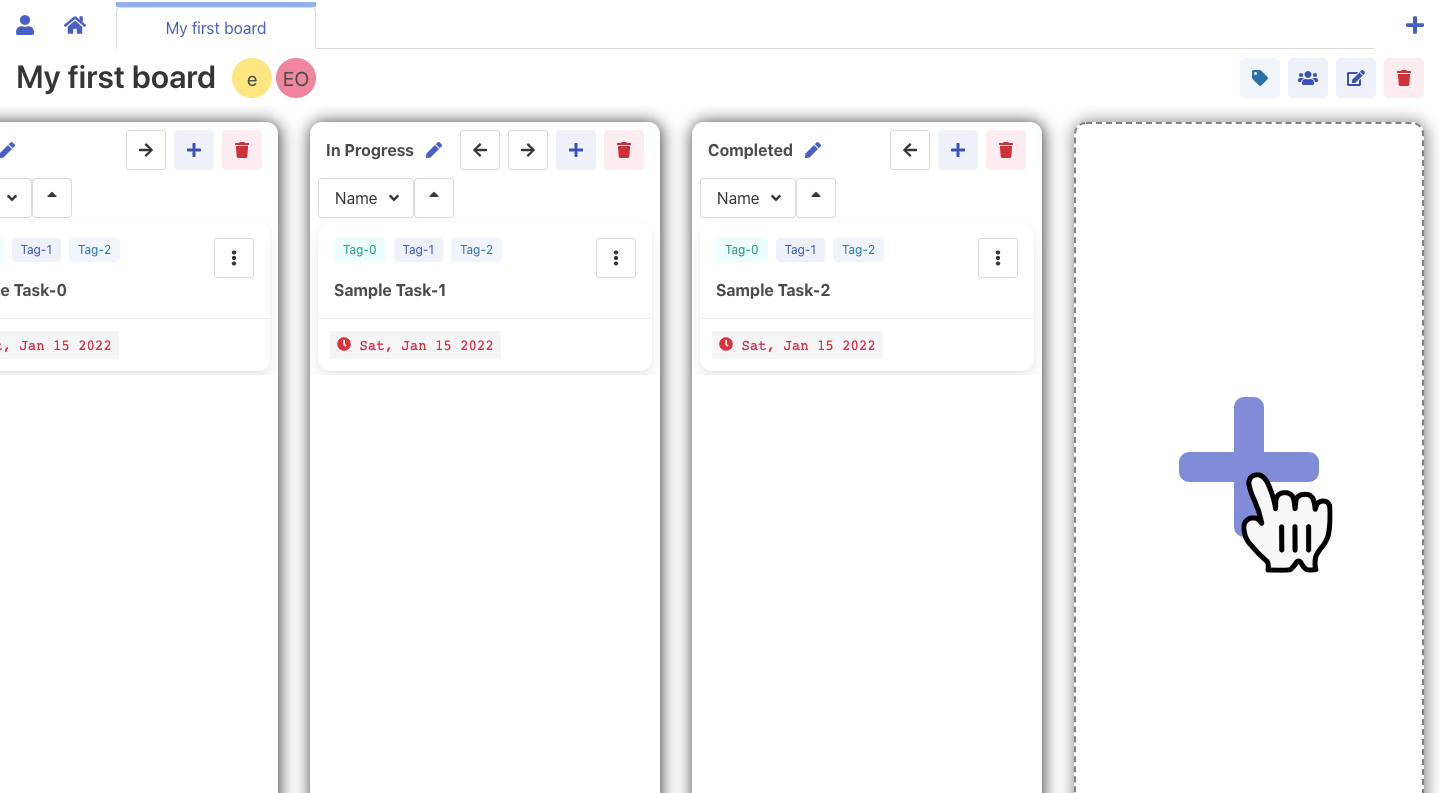 My first board
My first board e EO
In Progress
Completed
Name
Name
Tag-1 Tag-2
Tag-0 Tag-1 Tag-2
Tag-0 Tag-1 Tag-2
Task-0
Sample Task-1
Sample Task-2
, Jan 15 2022
Sat, Jan 15 2022
Sat, Jan 15 2022